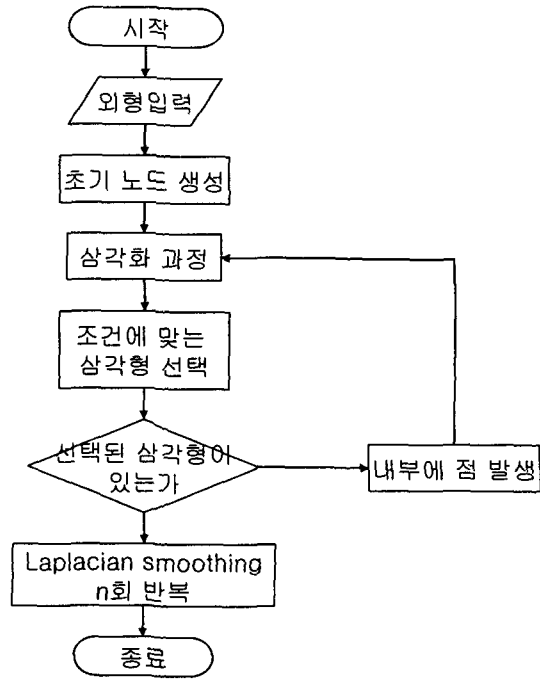 시작
외형입력
초기 노드 생성
삼각화 과정
조건에 맞는
삼각형 선택
선택된 삼각형이
있는가
내부에 점 발생
Laplacian smoothing
n회 반복
종료